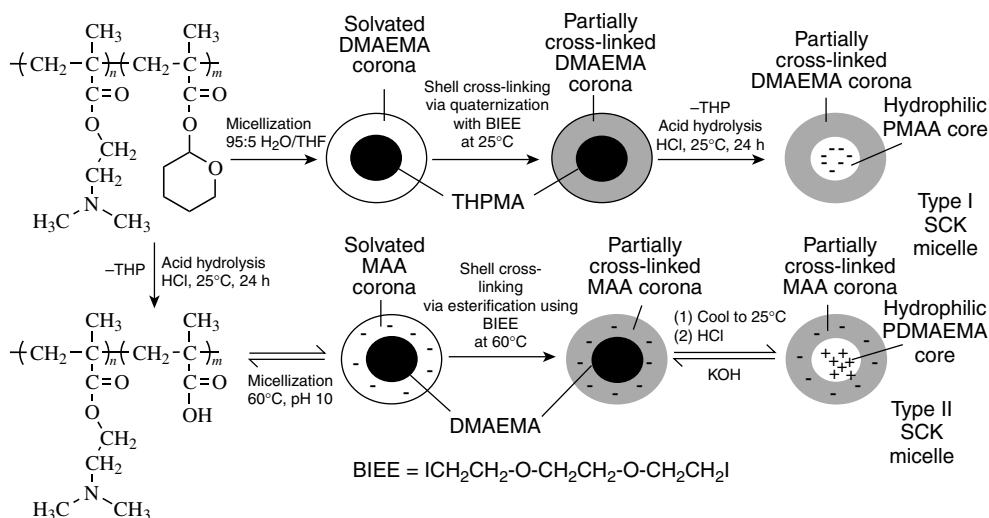 CH₃
CH₃
-(CH₂-C)ₙ(CH₂-C)ₘ
C=O
C=O
O
O
CH₂
O
CH₂
N
H₃C
CH₃
Micellization
95:5 H₂O/THF
Solvated
DMAEMA
corona
Shell cross-linking
via quaternization
with BIEE
at 25°C
Partially
cross-linked
DMAEMA
corona
THPMA
–THP
Acid hydrolysis
HCl, 25°C, 24 h
Partially
cross-linked
DMAEMA corona
Hydrophilic
PMAA core
- - - - - - - -
Type I
SCK
micelle
–THP
Acid hydrolysis
HCl, 25°C, 24 h
CH₃
CH₃
-(CH₂-C)ₙ(CH₂-C)ₘ
C=O
C=O
O
OH
CH₂
CH₂
N
H₃C
CH₃
Micellization
60°C, pH 10
Solvated
MAA
corona
- - - - - - - -
Shell cross-
linking
via esterification using
BIEE
at 60°C
Partially
cross-linked
MAA corona
- - - - - - - -
DMAEMA
(1) Cool to 25°C
(2) HCl
KOH
Partially
cross-linked
MAA corona
Hydrophilic
PDMAEMA
core
- - - - - - - -
+ + + + + + + +
Type II
SCK
micelle
BIEE = ICH₂CH₂-O-CH₂CH₂-O-CH₂CH₂I